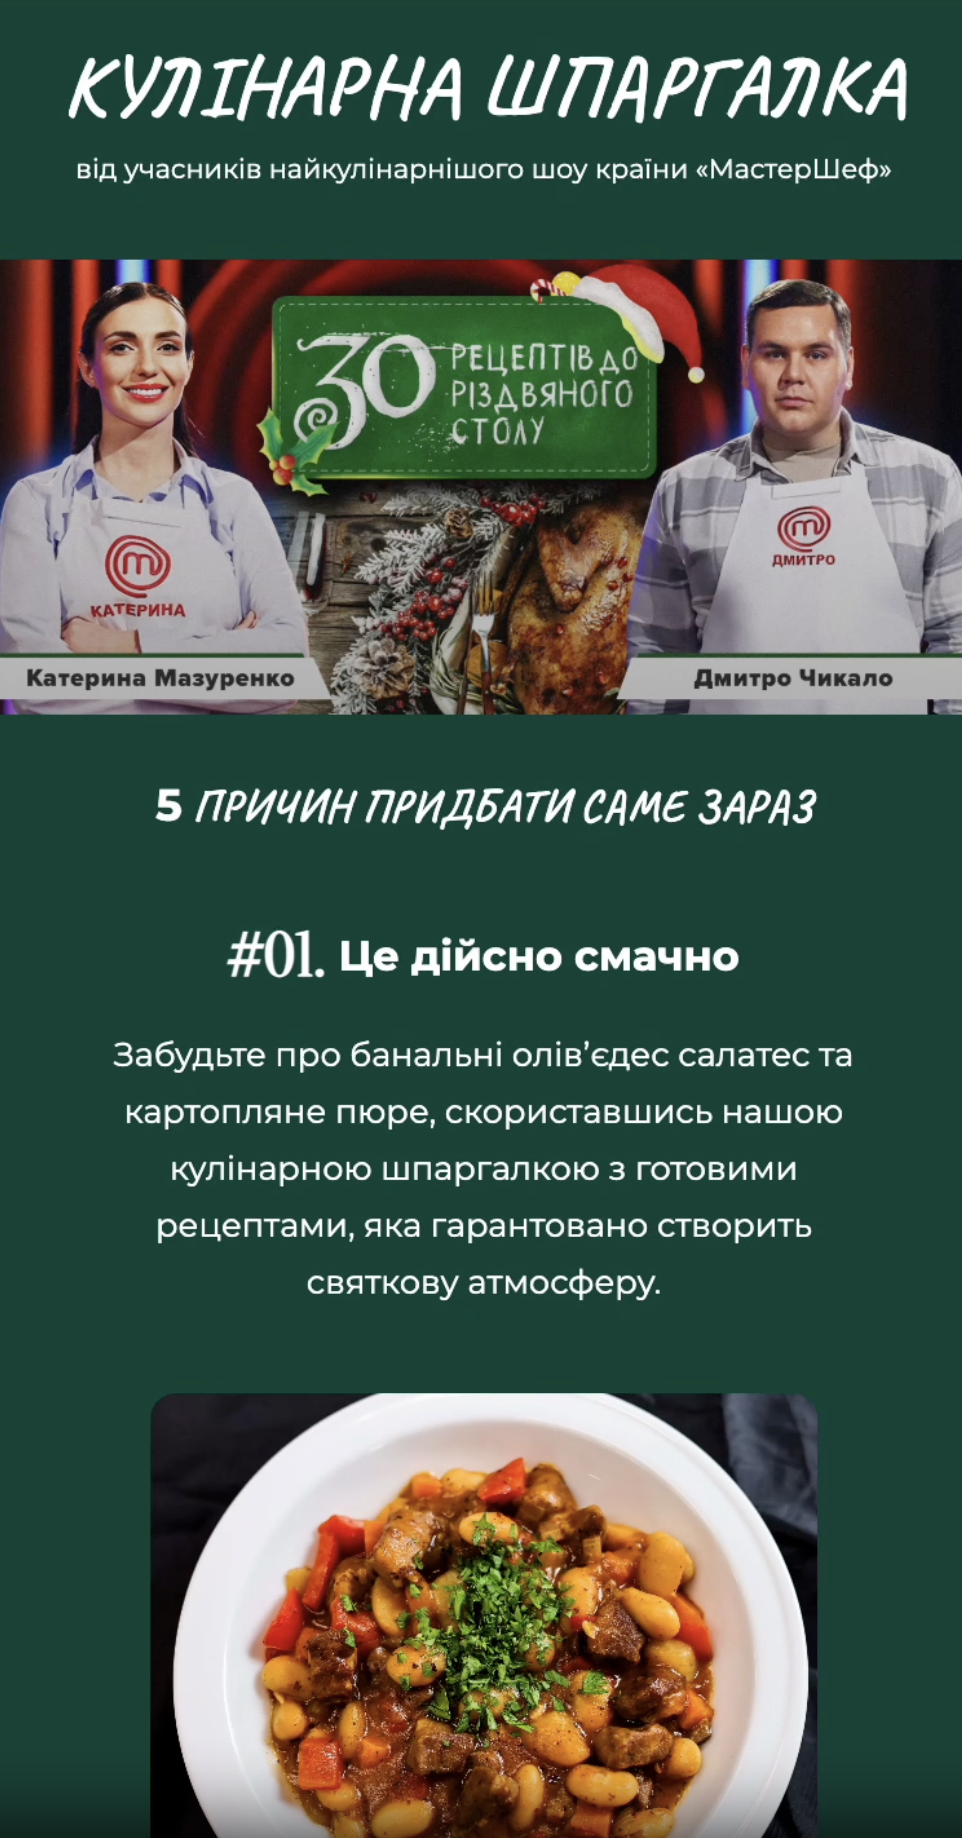 КУЛІНАРНА ШПАРГАЛКА
від учасників найкулінарнішого шоу країни «МастерШеф»
30 РЕЦЕПТІВ ДО
РІЗДВЯНОГО
СТОЛУ
КАТЕРИНА
ДМИТРО
Катерина Мазуренко
Дмитро Чикало
5 ПРИЧИН ПРИДБАТИ САМЕ ЗАРАЗ
#01. Це дійсно смачно
Забудьте про банальні олів’єдес салатес та
картопляне пюре, скориставшись нашою
кулінарною шпаргалкою з готовими
рецептами, яка гарантовано створить
святкову атмосферу.